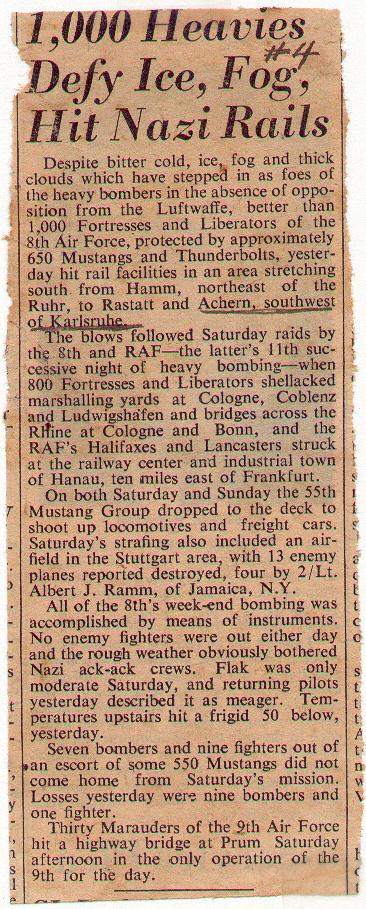 1,000 Heavies
#4
Defy Ice, Fog,
Hit Nazi Rails
Despite bitter cold, ice, fog and thick
clouds which have stepped in as foes of
the heavy bombers in the absence of oppo-
sition from the Luftwaffe, better than
1,000 Fortresses and Liberators of the
8th Air Force, protected by approximately
650 Mustangs and Thunderbolts, yester-
day hit rail facilities in an area stretching
south from Hamm, northeast of the
Ruhr, to Rastatt and Achern, southwest
of Karlsruhe.
The blows followed Saturday raids by
the 8th and RAF—the latter's 11th suc-
cessive night of heavy bombing—when
800 Fortresses and Liberators shellacked
marshalling yards at Cologne, Coblenz
and Ludwigshafen and bridges across the
Rhine at Cologne and Bonn, and the
RAF's Halifaxes and Lancasters struck
at the railway center and industrial town
of Hanau, ten miles east of Frankfurt.
On both Saturday and Sunday the 55th
Mustang Group dropped to the deck to
shoot up locomotives and freight cars.
Saturday's strafing also included an air-
field in the Stuttgart area, with 13 enemy
planes reported destroyed, four by 2/Lt.
Albert J. Ramm, of Jamaica, N.Y.
All of the 8th's week-end bombing was
accomplished by means of instruments.
No enemy fighters were out either day
and the rough weather obviously bothered
Nazi ack-ack crews. Flak was only
moderate Saturday, and returning pilots
yesterday described it as meager. Tem-
peratures upstairs hit a frigid 50 below,
yesterday.
Seven bombers and nine fighters out of
an escort of some 550 Mustangs did not
come home from Saturday's mission.
Losses yesterday were nine bombers and
one fighter.
Thirty Marauders of the 9th Air Force
hit a highway bridge at Prum Saturday
afternoon in the only operation of the
9th for the day.